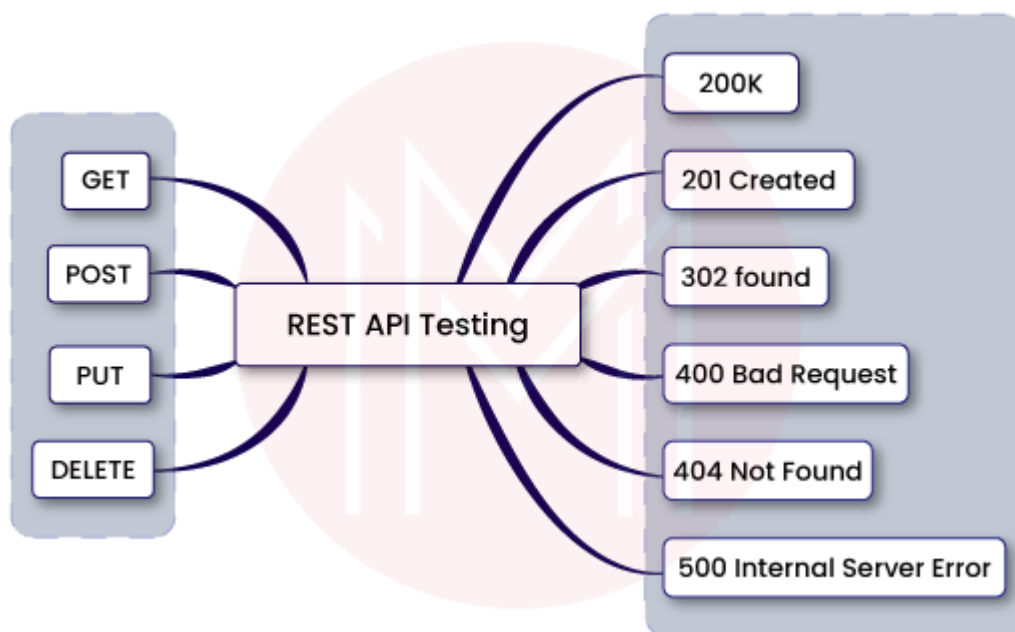 GET
POST
PUT
DELETE
REST API Testing
200K
201 Created
302 found
400 Bad Request
404 Not Found
500 Internal Server Error